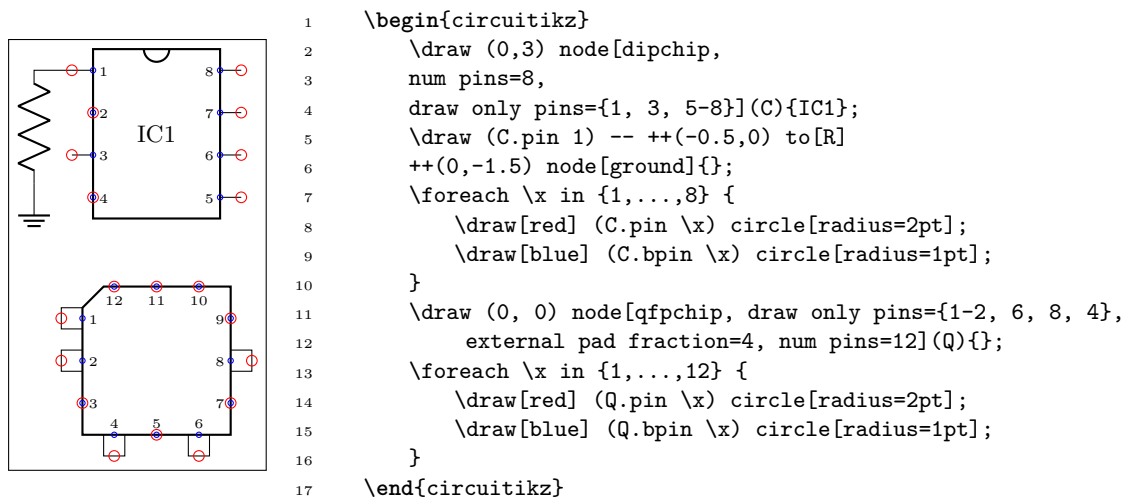 1 8
2 7
IC1
3 6
4 5
12 11 10
1 9
2 8
3 7
4 5 6
1 \begin{circuitikz}
2 \draw (0,3) node[dipchip,
3 num pins=8,
4 draw only pins={1, 3, 5-8}](C){IC1};
5 \draw (C.pin 1) -- ++(-0.5,0) to[R]
6 ++(0,-1.5) node[ground]{};
7 \foreach \x in {1,...,8} {
8 \draw[red] (C.pin \x) circle[radius=2pt];
9 \draw[blue] (C.bpin \x) circle[radius=1pt];
10 }
11 \draw (0, 0) node[qfpchip, draw only pins={1-2, 6, 8, 4},
12 external pad fraction=4, num pins=12](Q){};
13 \foreach \x in {1,...,12} {
14 \draw[red] (Q.pin \x) circle[radius=2pt];
15 \draw[blue] (Q.bpin \x) circle[radius=1pt];
16 }
17 \end{circuitikz}